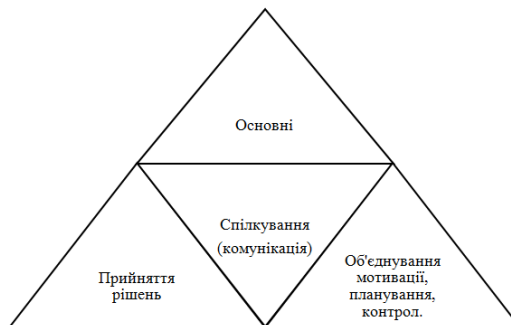 Основні
Спілкування
(комунікація)
Прийняття
рішень
Об'єднування
мотивації,
планування,
контрол.